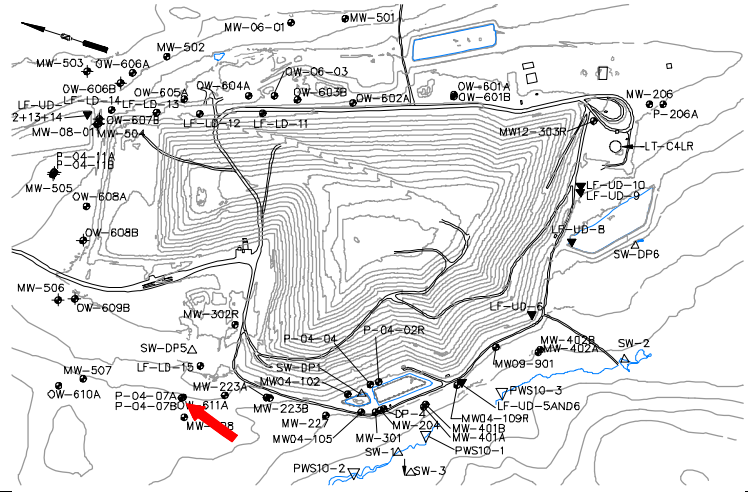 MW-501
MW-06-01
MW-502
MW-503
OW-606A
OW-606B
OW-605A
OW-604A
OW-06-03
OW-603B
OW-602A
OW-601A
OW-601B
MW-206
P-206A
LF-UD-
2+13+14
LF-LD-14
LF-LD-13
LF-LD-12
LF-LD-11
OW-607B
MW-08-01
MW-504
MW12-303R
LT-C4LR
P-04-11A
P-04-11B
MW-505
OW-608A
LF-UD-10
LF-UD-9
OW-608B
LF-UD-8
SW-DP6
MW-506
OW-609B
MW-302R
LF-UD-6
P-04-04
P-04-02R
MW-402B
MW-402A
SW-2
SW-DP5
SW-DP1
MW09-901
LF-LD-15
MW-507
OW-610A
MW-223A
MW04-102
P-04-07A
P-04-07B
OW-611A
MW-223B
PWS10-3
LF-UD-5AND6
MW04-109R
DP-4
MW-227
MW-204
MW-401B
MW-401A
MW04-105
MW-301
SW-1
PWS10-1
PWS10-2
SW-3